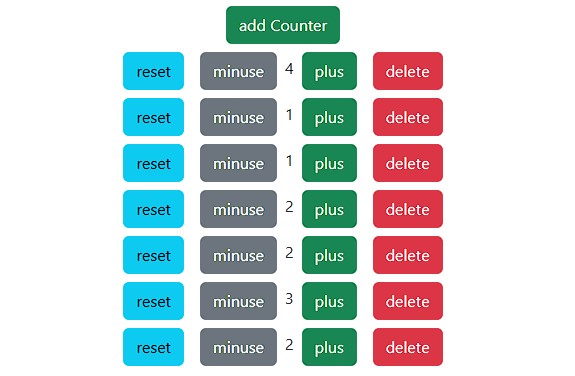 add Counter
reset minuse 4 plus delete
reset minuse 1 plus delete
reset minuse 1 plus delete
reset minuse 2 plus delete
reset minuse 2 plus delete
reset minuse 3 plus delete
reset minuse 2 plus delete